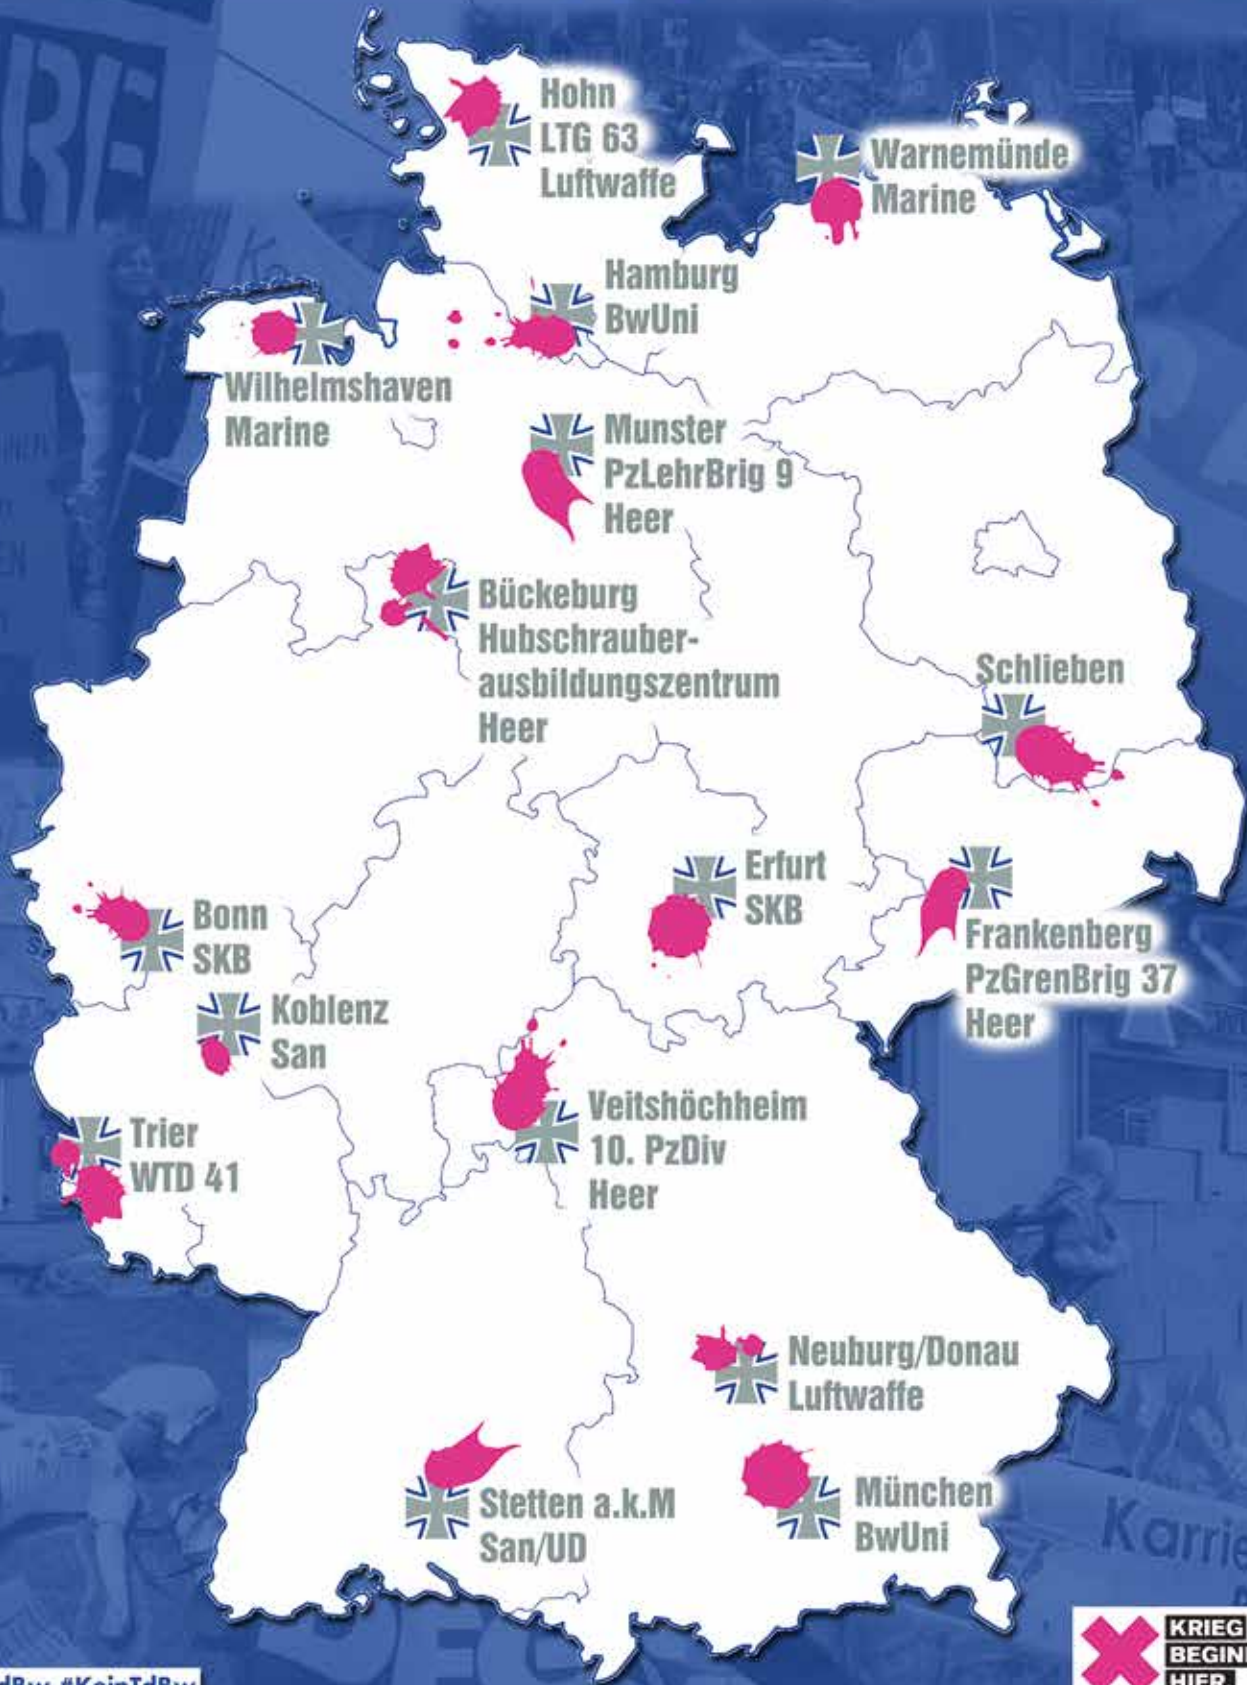 Hohn
LTG 63
Luftwaffe
Warnemünde
Marine
Hamburg
BwUni
Wilhelmshaven
Marine
Munster
PzLehrBrig 9
Heer
Bückeburg
Hubschrauber-
ausbildungszentrum
Heer
Schlieben
Erfurt
SKB
Bonn
SKB
Frankenberg
PzGrenBrig 37
Heer
Koblenz
San
Veitshöchheim
10. PzDiv
Heer
Trier
WTD 41
Neuburg/Donau
Luftwaffe
Stetten a.k.M
San/UD
München
BwUni
Karrie
KRIEG
BEGIN
HIER
#KeinTdBw